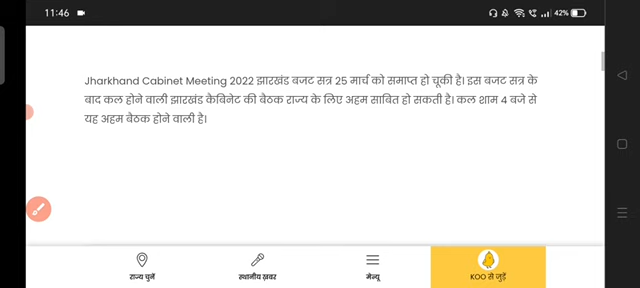 11:46
42%
Jharkhand Cabinet Meeting 2022 झारखंड बजट सत्र 25 मार्च को समाप्त हो चूकी है। इस बजट सत्र के
बाद कल होने वाली झारखंड कैबिनेट की बैठक राज्य के लिए अहम साबित हो सकती है। कल शाम 4 बजे से
यह अहम बैठक होने वाली है।
राज्य चुनें
स्थानीय ख़बर
मेन्यू
KOO से जुड़ें